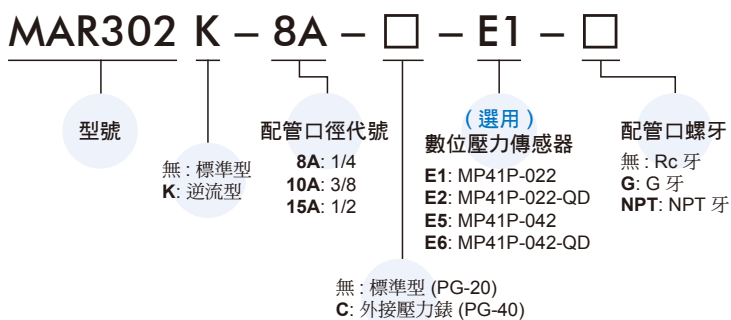 MAR302 K – 8A – □ – E1 – □
型號
無 : 標準型
K: 逆流型
配管口徑代號
8A: 1/4
10A: 3/8
15A: 1/2
無 : 標準型 (PG-20)
C: 外接壓力錶 (PG-40)
(選用)
數位壓力傳感器
E1: MP41P-022
E2: MP41P-022-QD
E5: MP41P-042
E6: MP41P-042-QD
配管口螺牙
無 : Rc 牙
G: G 牙
NPT: NPT 牙